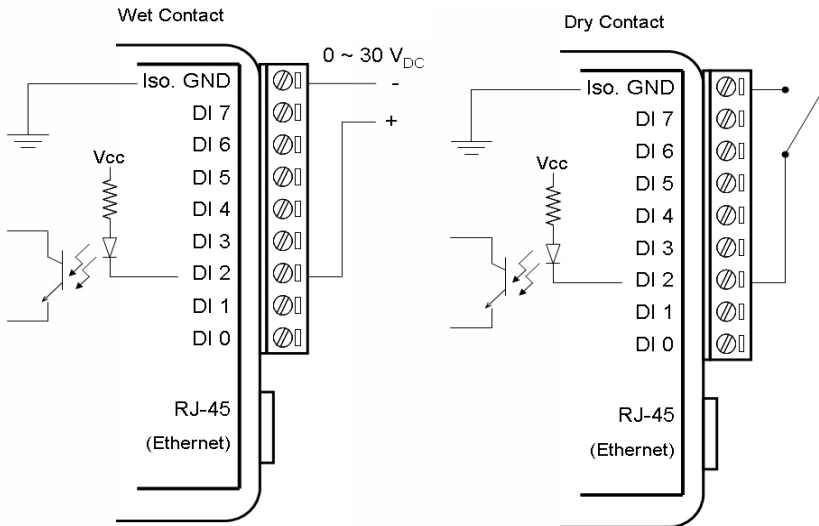 Wet Contact
0 ~ 30 VDC
Iso. GND
-
DI 7
+
DI 6
Vcc
DI 5
DI 4
DI 3
DI 2
DI 1
DI 0
RJ-45
(Ethernet)
Dry Contact
Iso. GND
DI 7
DI 6
Vcc
DI 5
DI 4
DI 3
DI 2
DI 1
DI 0
RJ-45
(Ethernet)